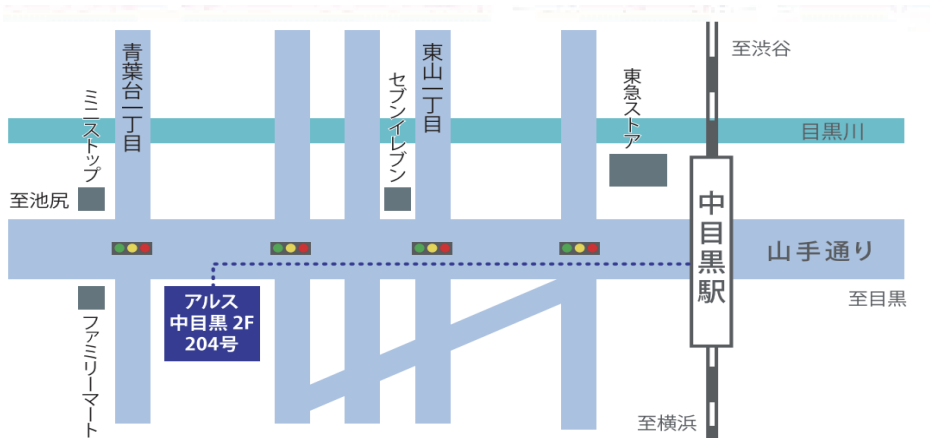 青葉台一丁目
東山一丁目
至渋谷
ミニストップ
セブンイレブン
東急ストア
目黒川
至池尻
中目黒駅
山手通り
アルス
中目黒 2F
204号
至目黒
ファミリーマート
至横浜